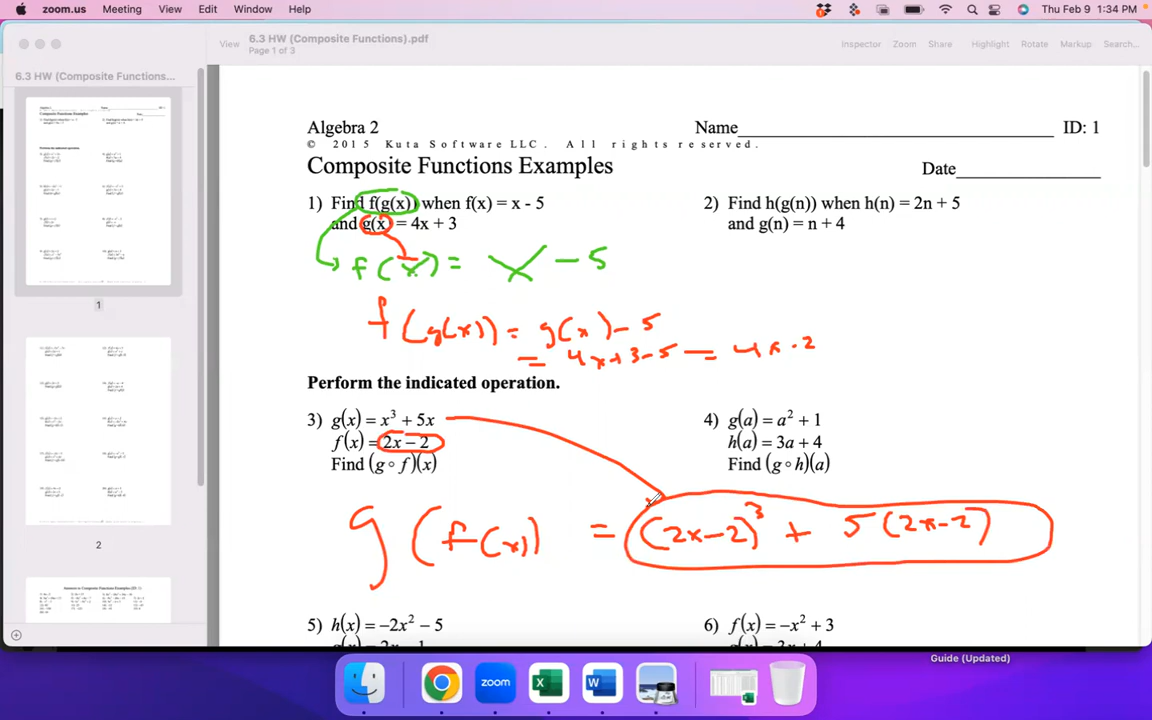 zoom.us Meeting View Edit Window Help Thu Feb 9 1:34 PM
View 6.3 HW (Composite Functions).pdf Inspector Zoom Share Highlight Rotate Markup Search...
Page 1 of 3
6.3 HW (Composite Functions...
1
2
Algebra 2 Name ID: 1
© 2015 Kuta Software LLC. All rights reserved.
Composite Functions Examples Date
1) Find f(g(x)) when f(x) = x - 5
and g(x) = 4x + 3
f(x) = x - 5
f(g(x)) = g(x) - 5
= 4x+3-5 = 4x-2
2) Find h(g(n)) when h(n) = 2n + 5
and g(n) = n + 4
Perform the indicated operation.
3) g(x) = x³ + 5x
f(x) = 2x − 2
Find (g ∘ f)(x)
g(f(x)) = (2x-2)³ + 5(2x-2)
4) g(a) = a² + 1
h(a) = 3a + 4
Find (g ∘ h)(a)
5) h(x) = −2x² − 5
6) f(x) = −x² + 3
Guide (Updated)
zoom